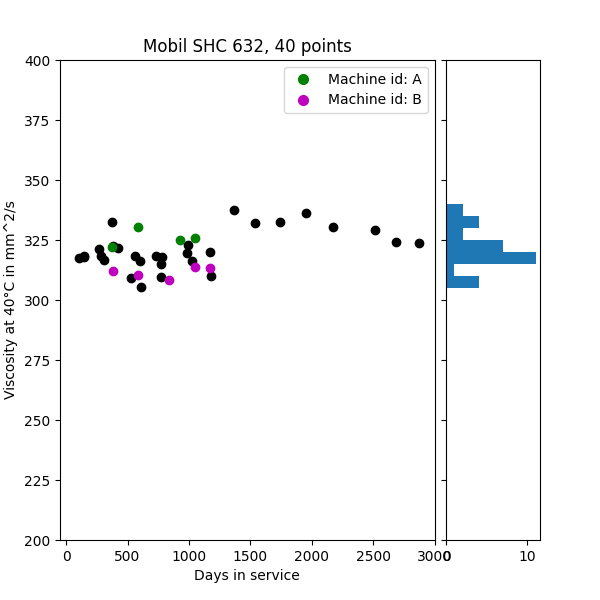 Mobil SHC 632, 40 points
Machine id: A
Machine id: B
Viscosity at 40°C in mm^2/s
400
375
350
325
300
275
250
225
200
0 500 1000 1500 2000 2500 3000
0 10
Days in service